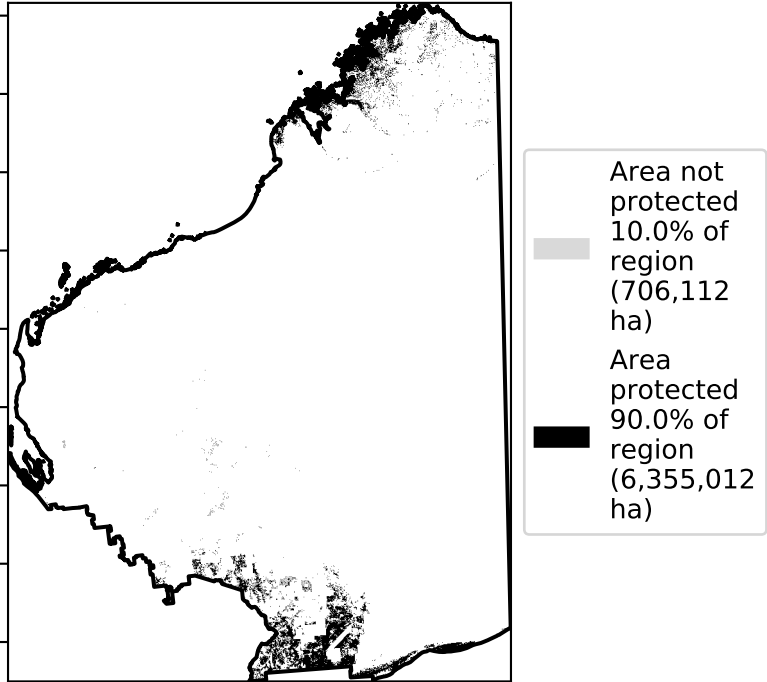 Area not
protected
10.0% of
region
(706,112
ha)
Area
protected
90.0% of
region
(6,355,012
ha)